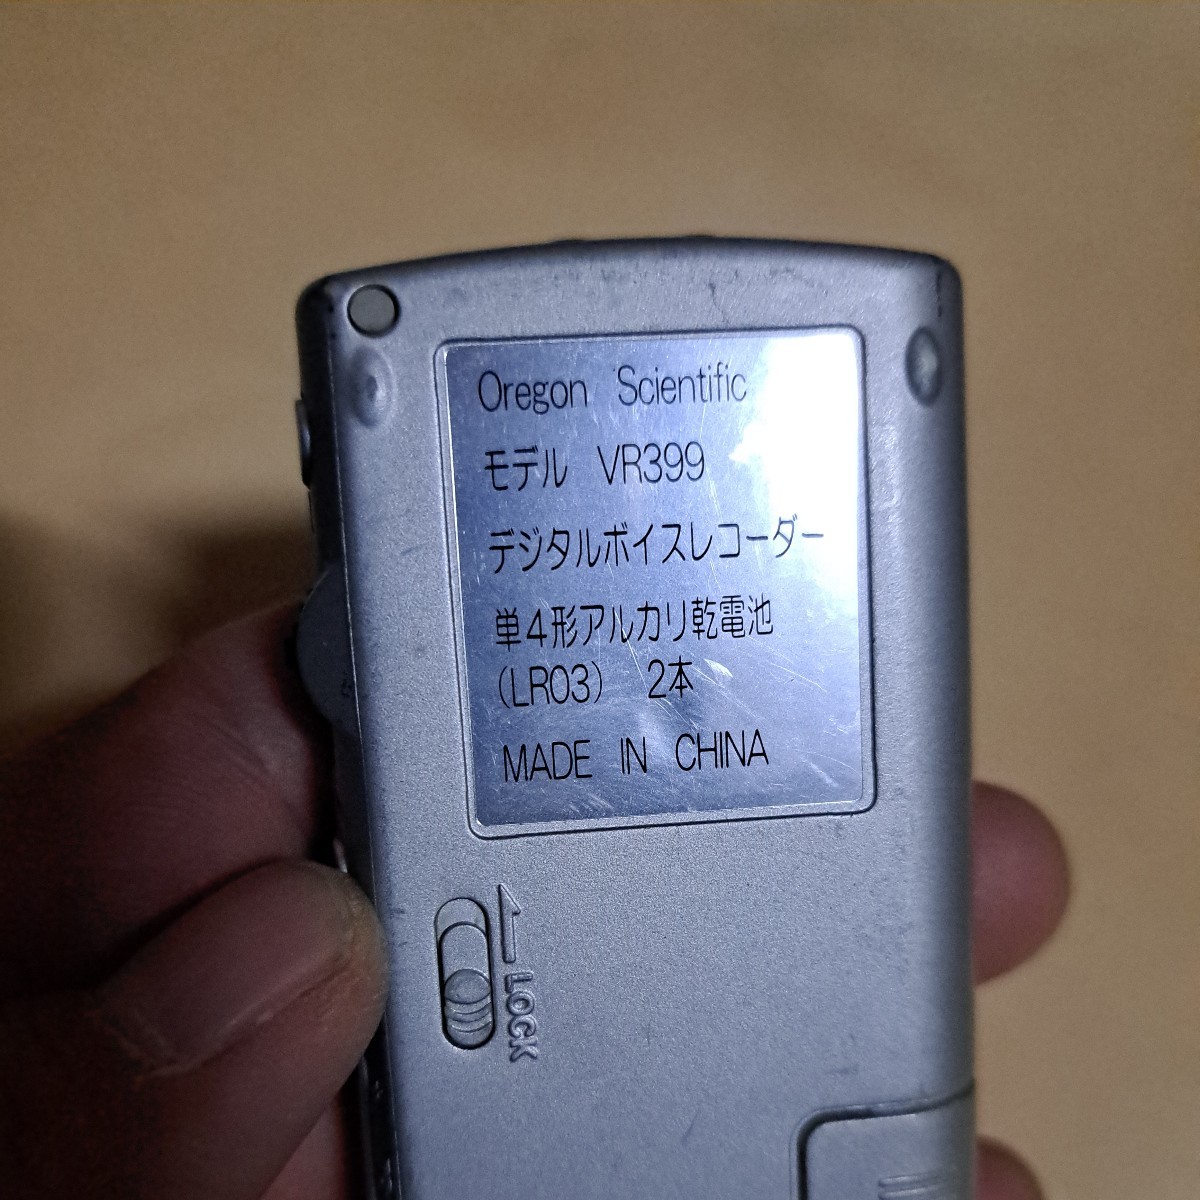 Oregon Scientific
モデル VR399
デジタルボイスレコーダー
単4形アルカリ乾電池
(LR03) 2本
MADE IN CHINA
LOCK